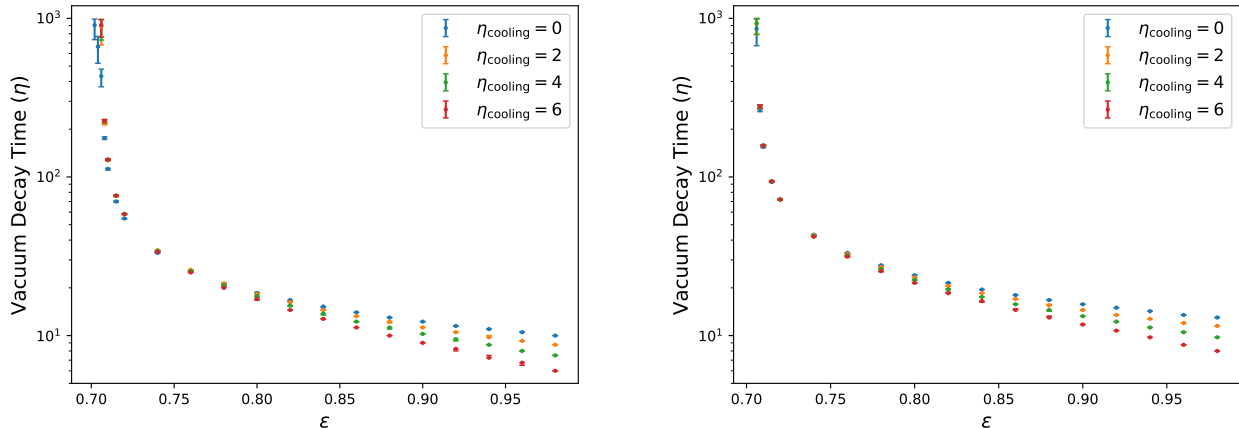 10³
10²
10¹
Vacuum Decay Time (η)
η_cooling = 0
η_cooling = 2
η_cooling = 4
η_cooling = 6
0.70 0.75 0.80 0.85 0.90 0.95
ε
10³
10²
10¹
Vacuum Decay Time (η)
η_cooling = 0
η_cooling = 2
η_cooling = 4
η_cooling = 6
0.70 0.75 0.80 0.85 0.90 0.95
ε